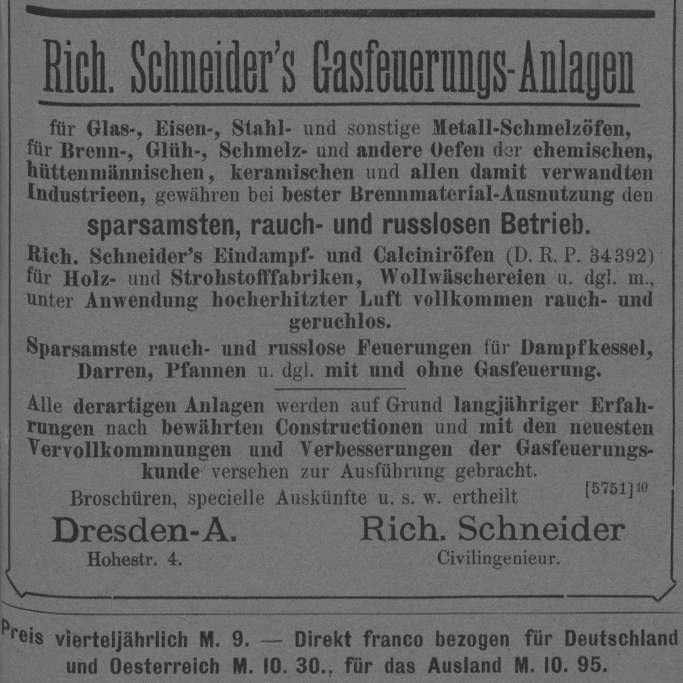 Rich. Schneider's Gasfeuerungs-Anlagen
für Glas-, Eisen-, Stahl- und sonstige Metall-Schmelzöfen,
für Brenn-, Glüh-, Schmelz- und andere Oefen der chemischen,
hüttenmännischen, keramischen und allen damit verwandten
Industrieen, gewähren bei bester Brennmaterial-Ausnutzung den
sparsamsten, rauch- und russlosen Betrieb.
Rich. Schneider's Eindampf- und Calciniröfen (D. R. P. 34392)
für Holz- und Strohstofffabriken, Wollwäschereien u. dgl. m.,
unter Anwendung hocherhitzter Luft vollkommen rauch- und
geruchlos.
Sparsamste rauch- und russlose Feuerungen für Dampfkessel,
Darren, Pfannen u. dgl. mit und ohne Gasfeuerung.
Alle derartigen Anlagen werden auf Grund langjähriger Erfah-
rungen nach bewährten Constructionen und mit den neuesten
Vervollkommnungen und Verbesserungen der Gasfeuerungs-
kunde versehen zur Ausführung gebracht.
Broschüren, specielle Auskünfte u. s. w. ertheilt [5751]10
Dresden-A. Rich. Schneider
Hohestr. 4. Civilingenieur.
Preis vierteljährlich M. 9. — Direkt franco bezogen für Deutschland
und Oesterreich M. 10. 30., für das Ausland M. 10. 95.